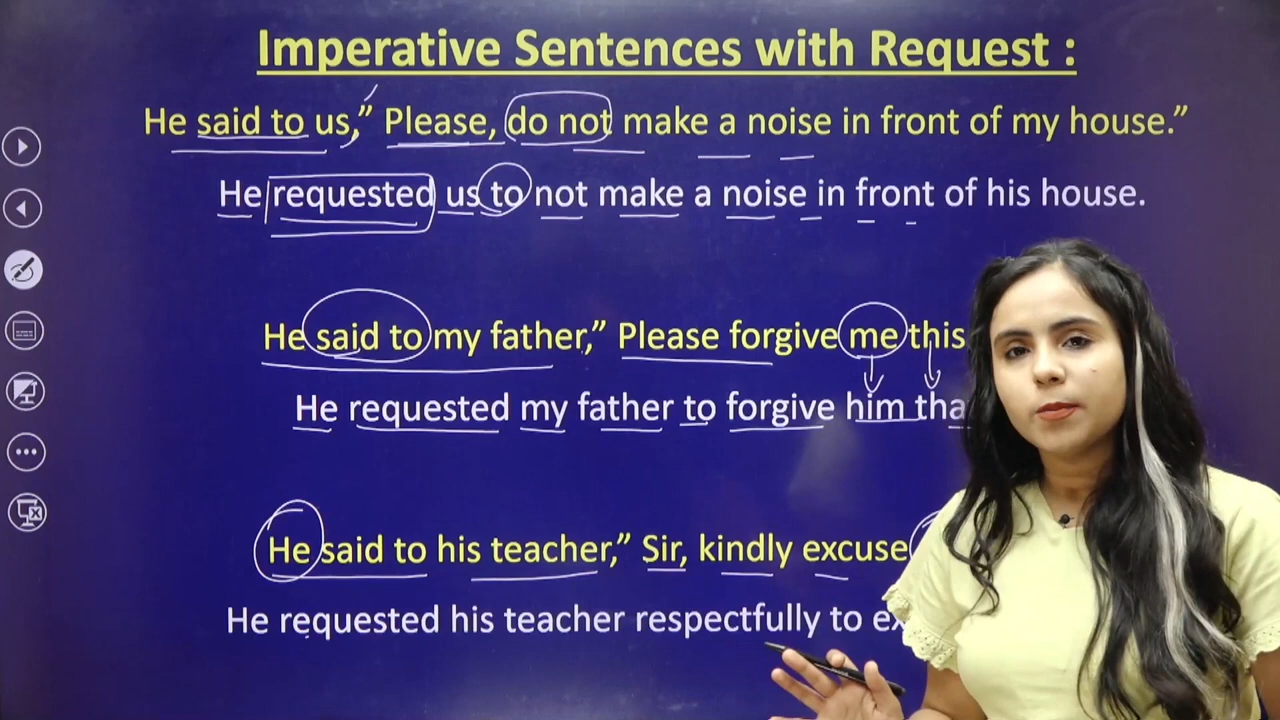 Imperative Sentences with Request :
He said to us,” Please, do not make a noise in front of my house.”
He requested us to not make a noise in front of his house.
He said to my father,” Please forgive me this
He requested my father to forgive him
He said to his teacher,” Sir, kindly excuse
He requested his teacher respectfully to